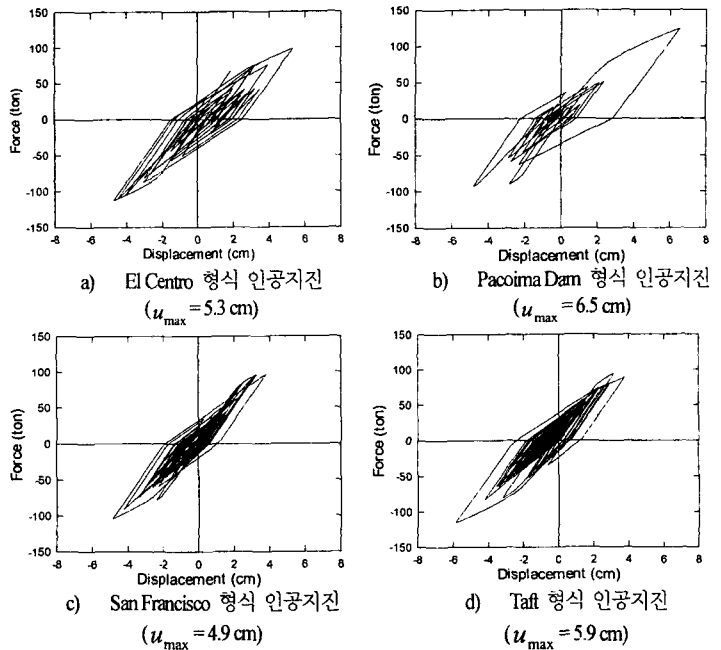 150
100
50
0
-50
-100
-150
Force (ton)
-8 -6 -4 -2 0 2 4 6 8
Displacement (cm)
a) El Centro 형식 인공지진
(u max = 5.3 cm)
150
100
50
0
-50
-100
-150
Force (ton)
-8 -6 -4 -2 0 2 4 6 8
Displacement (cm)
b) Pacoima Dam 형식 인공지진
(u max = 6.5 cm)
150
100
50
0
-50
-100
-150
Force (ton)
-8 -6 -4 -2 0 2 4 6 8
Displacement (cm)
c) San Francisco 형식 인공지진
(u max = 4.9 cm)
150
100
50
0
-50
-100
-150
Force (ton)
-8 -6 -4 -2 0 2 4 6 8
Displacement (cm)
d) Taft 형식 인공지진
(u max = 5.9 cm)